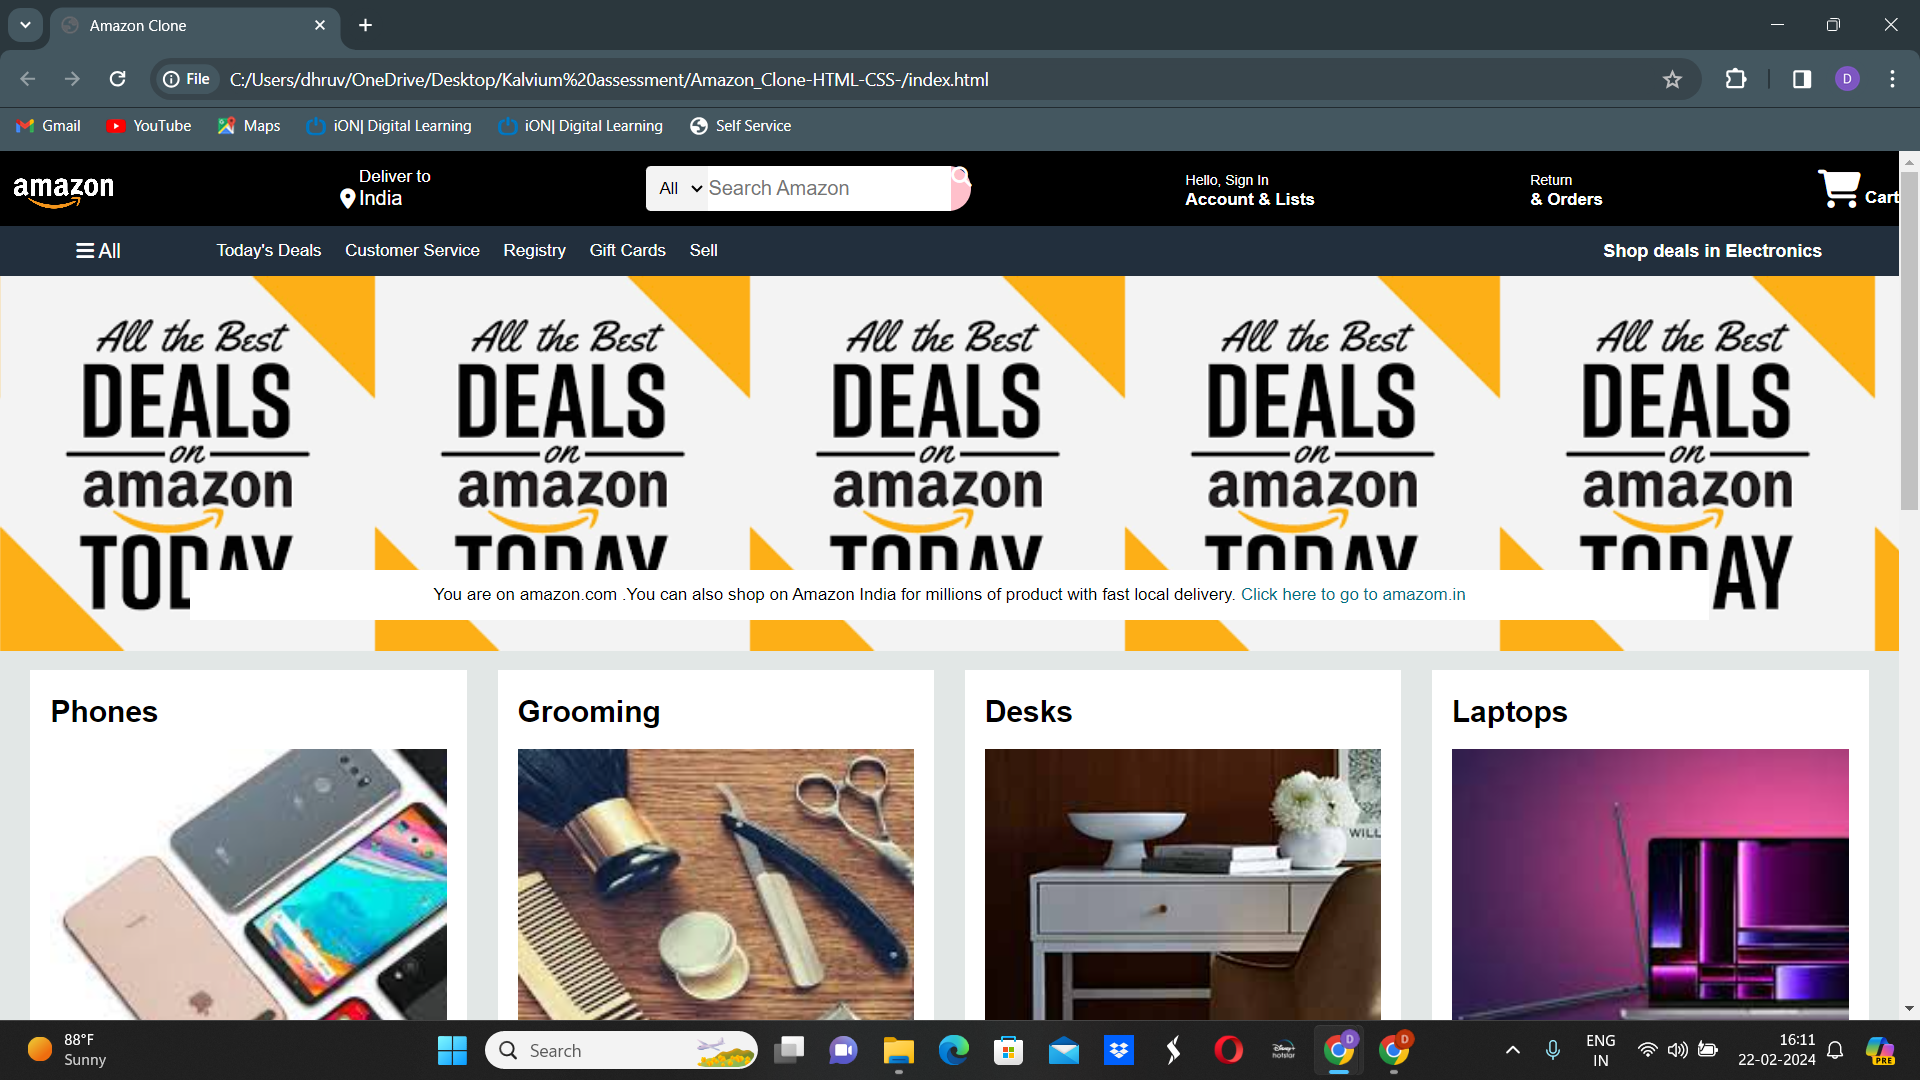 Amazon Clone
File C:/Users/dhruv/OneDrive/Desktop/Kalvium%20assessment/Amazon_Clone-HTML-CSS-/index.html D
Gmail YouTube Maps iON| Digital Learning iON| Digital Learning Self Service
amazon
Deliver to
India
All Search Amazon
Hello, Sign In
Account & Lists
Return
& Orders
Cart
All Today's Deals Customer Service Registry Gift Cards Sell Shop deals in Electronics
All the Best All the Best All the Best All the Best All the Best
DEALS DEALS DEALS DEALS DEALS
on on on on on
amazon amazon amazon amazon amazon
TODAY TODAY TODAY TODAY TODAY
You are on amazon.com .You can also shop on Amazon India for millions of product with fast local delivery. Click here to go to amazom.in
Phones Grooming Desks Laptops
WILL
88°F
Sunny
Search
Disney+
hotstar
D
D
ENG
IN
16:11
22-02-2024
PRE